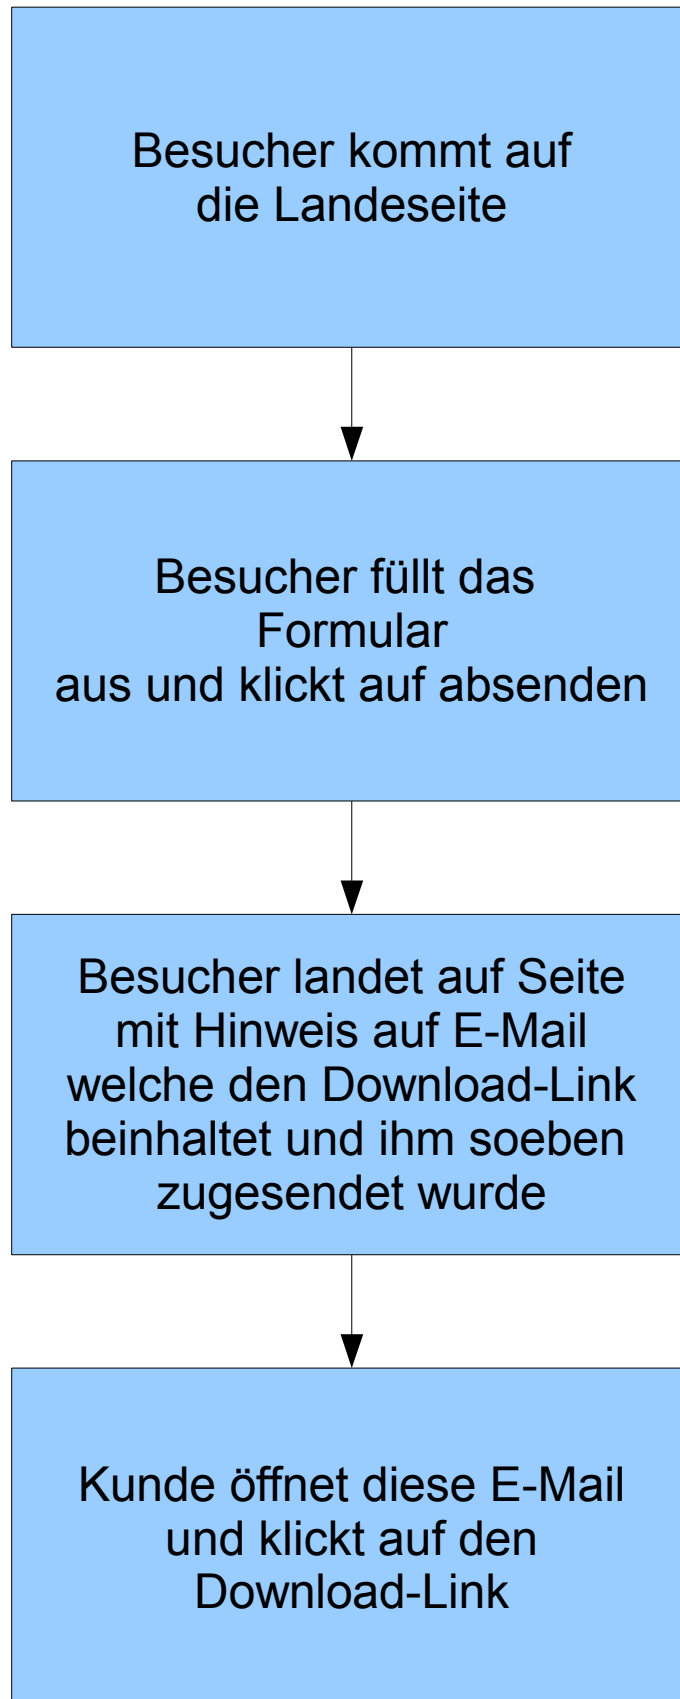 Besucher kommt auf
die Landeseite
Besucher füllt das
Formular
aus und klickt auf absenden
Besucher landet auf Seite
mit Hinweis auf E-Mail
welche den Download-Link
beinhaltet und ihm soeben
zugesendet wurde
Kunde öffnet diese E-Mail
und klickt auf den
Download-Link